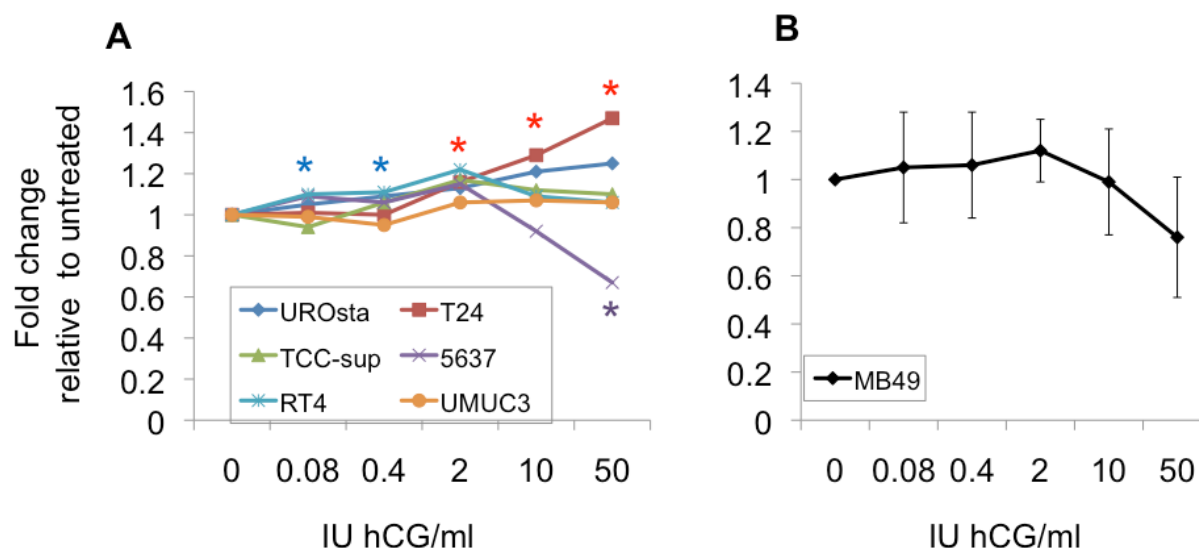 A
Fold change
relative to untreated
1.6
1.4
1.2
1
0.8
0.6
0.4
0.2
0
* * * * * *
UROsta T24
TCC-sup 5637
RT4 UMUC3
0 0.08 0.4 2 10 50
IU hCG/ml
B
1.4
1.2
1
0.8
0.6
0.4
0.2
0
MB49
0 0.08 0.4 2 10 50
IU hCG/ml